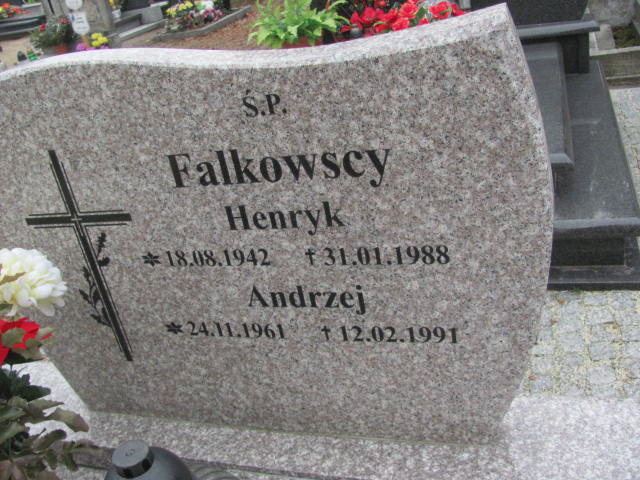 Ś.P.
Falkowscy
Henryk
* 18.08.1942 † 31.01.1988
Andrzej
* 24.11.1961 † 12.02.1991